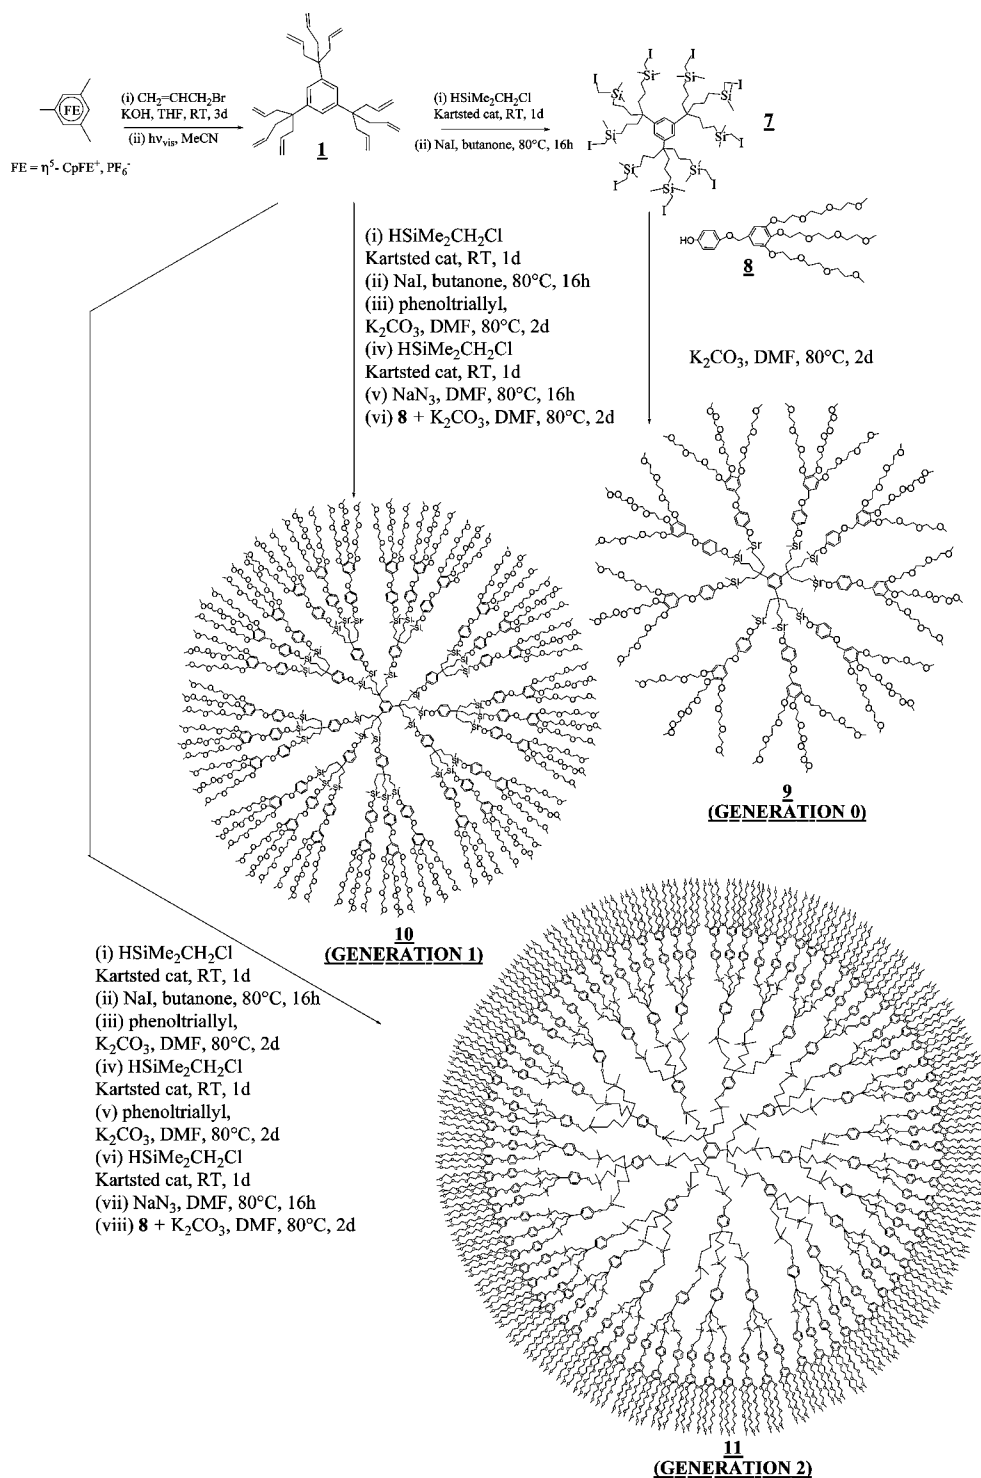 FE
(i) CH₂=CHCH₂Br
KOH, THF, RT, 3d
(ii) hν_vis, MeCN
FE = η⁵- CpFE⁺, PF₆⁻
1
(i) HSiMe₂CH₂Cl
Kartsted cat, RT, 1d
(ii) NaI, butanone, 80°C, 16h
7
HO
8
(i) HSiMe₂CH₂Cl
Kartsted cat, RT, 1d
(ii) NaI, butanone, 80°C, 16h
(iii) phenoltriallyl,
K₂CO₃, DMF, 80°C, 2d
(iv) HSiMe₂CH₂Cl
Kartsted cat, RT, 1d
(v) NaN₃, DMF, 80°C, 16h
(vi) 8 + K₂CO₃, DMF, 80°C, 2d
K₂CO₃, DMF, 80°C, 2d
9
(GENERATION 0)
10
(GENERATION 1)
(i) HSiMe₂CH₂Cl
Kartsted cat, RT, 1d
(ii) NaI, butanone, 80°C, 16h
(iii) phenoltriallyl,
K₂CO₃, DMF, 80°C, 2d
(iv) HSiMe₂CH₂Cl
Kartsted cat, RT, 1d
(v) phenoltriallyl,
K₂CO₃, DMF, 80°C, 2d
(vi) HSiMe₂CH₂Cl
Kartsted cat, RT, 1d
(vii) NaN₃, DMF, 80°C, 16h
(viii) 8 + K₂CO₃, DMF, 80°C, 2d
11
(GENERATION 2)